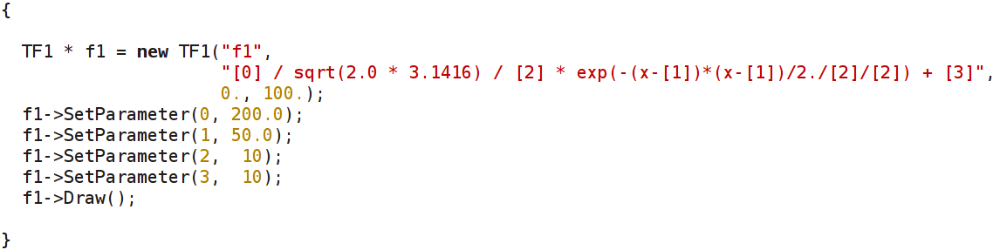 {
TF1 * f1 = new TF1("f1",
"[0] / sqrt(2.0 * 3.1416) / [2] * exp(-(x-[1])*(x-[1])/2./[2]/[2]) + [3]",
0., 100.);
f1->SetParameter(0, 200.0);
f1->SetParameter(1, 50.0);
f1->SetParameter(2,  10);
f1->SetParameter(3,  10);
f1->Draw();
}